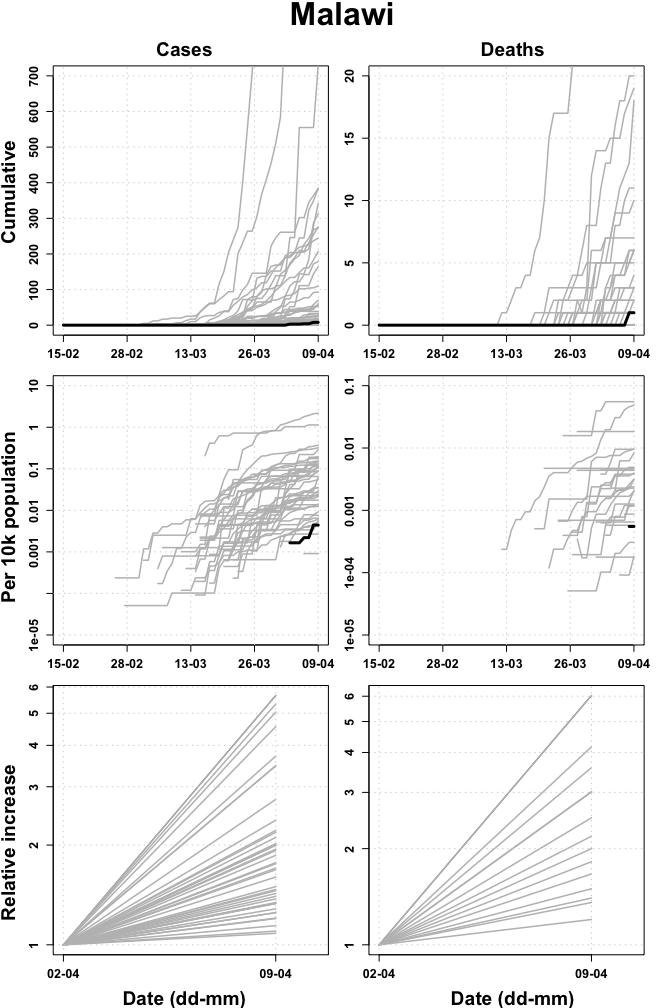 Malawi
Cases Deaths
Cumulative
700
600
500
400
300
200
100
0
15-02 28-02 13-03 26-03 09-04
20
15
10
5
0
15-02 28-02 13-03 26-03 09-04
Per 10k population
10
1
0.1
0.01
0.001
1e-05
15-02 28-02 13-03 26-03 09-04
0.1
0.01
0.001
1e-04
1e-05
15-02 28-02 13-03 26-03 09-04
Relative increase
6
5
4
3
2
1
02-04 09-04
Date (dd-mm)
6
5
4
3
2
1
02-04 09-04
Date (dd-mm)